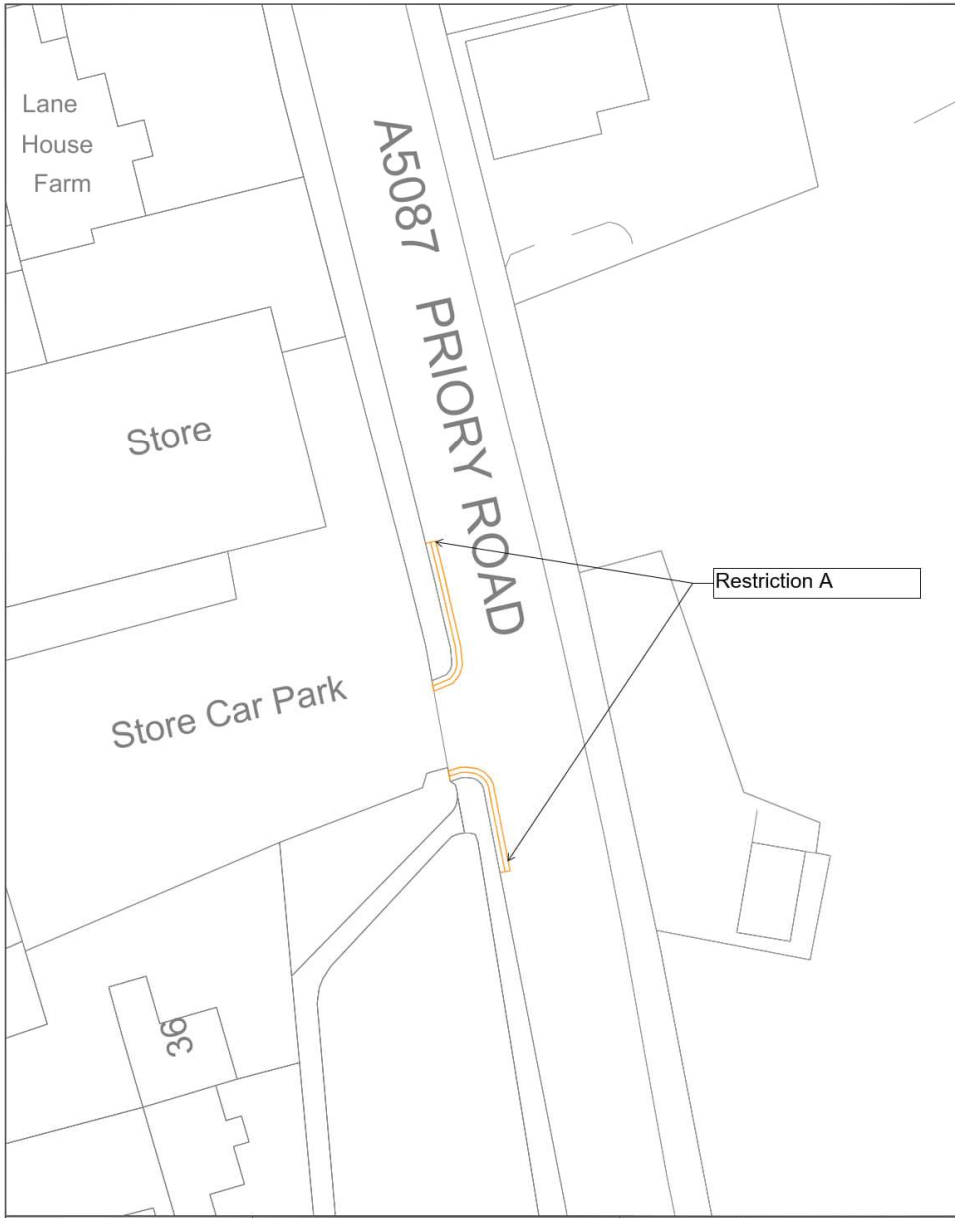 Lane
House
Farm
A5087 PRIORY ROAD
Store
Restriction A
Store Car Park
36